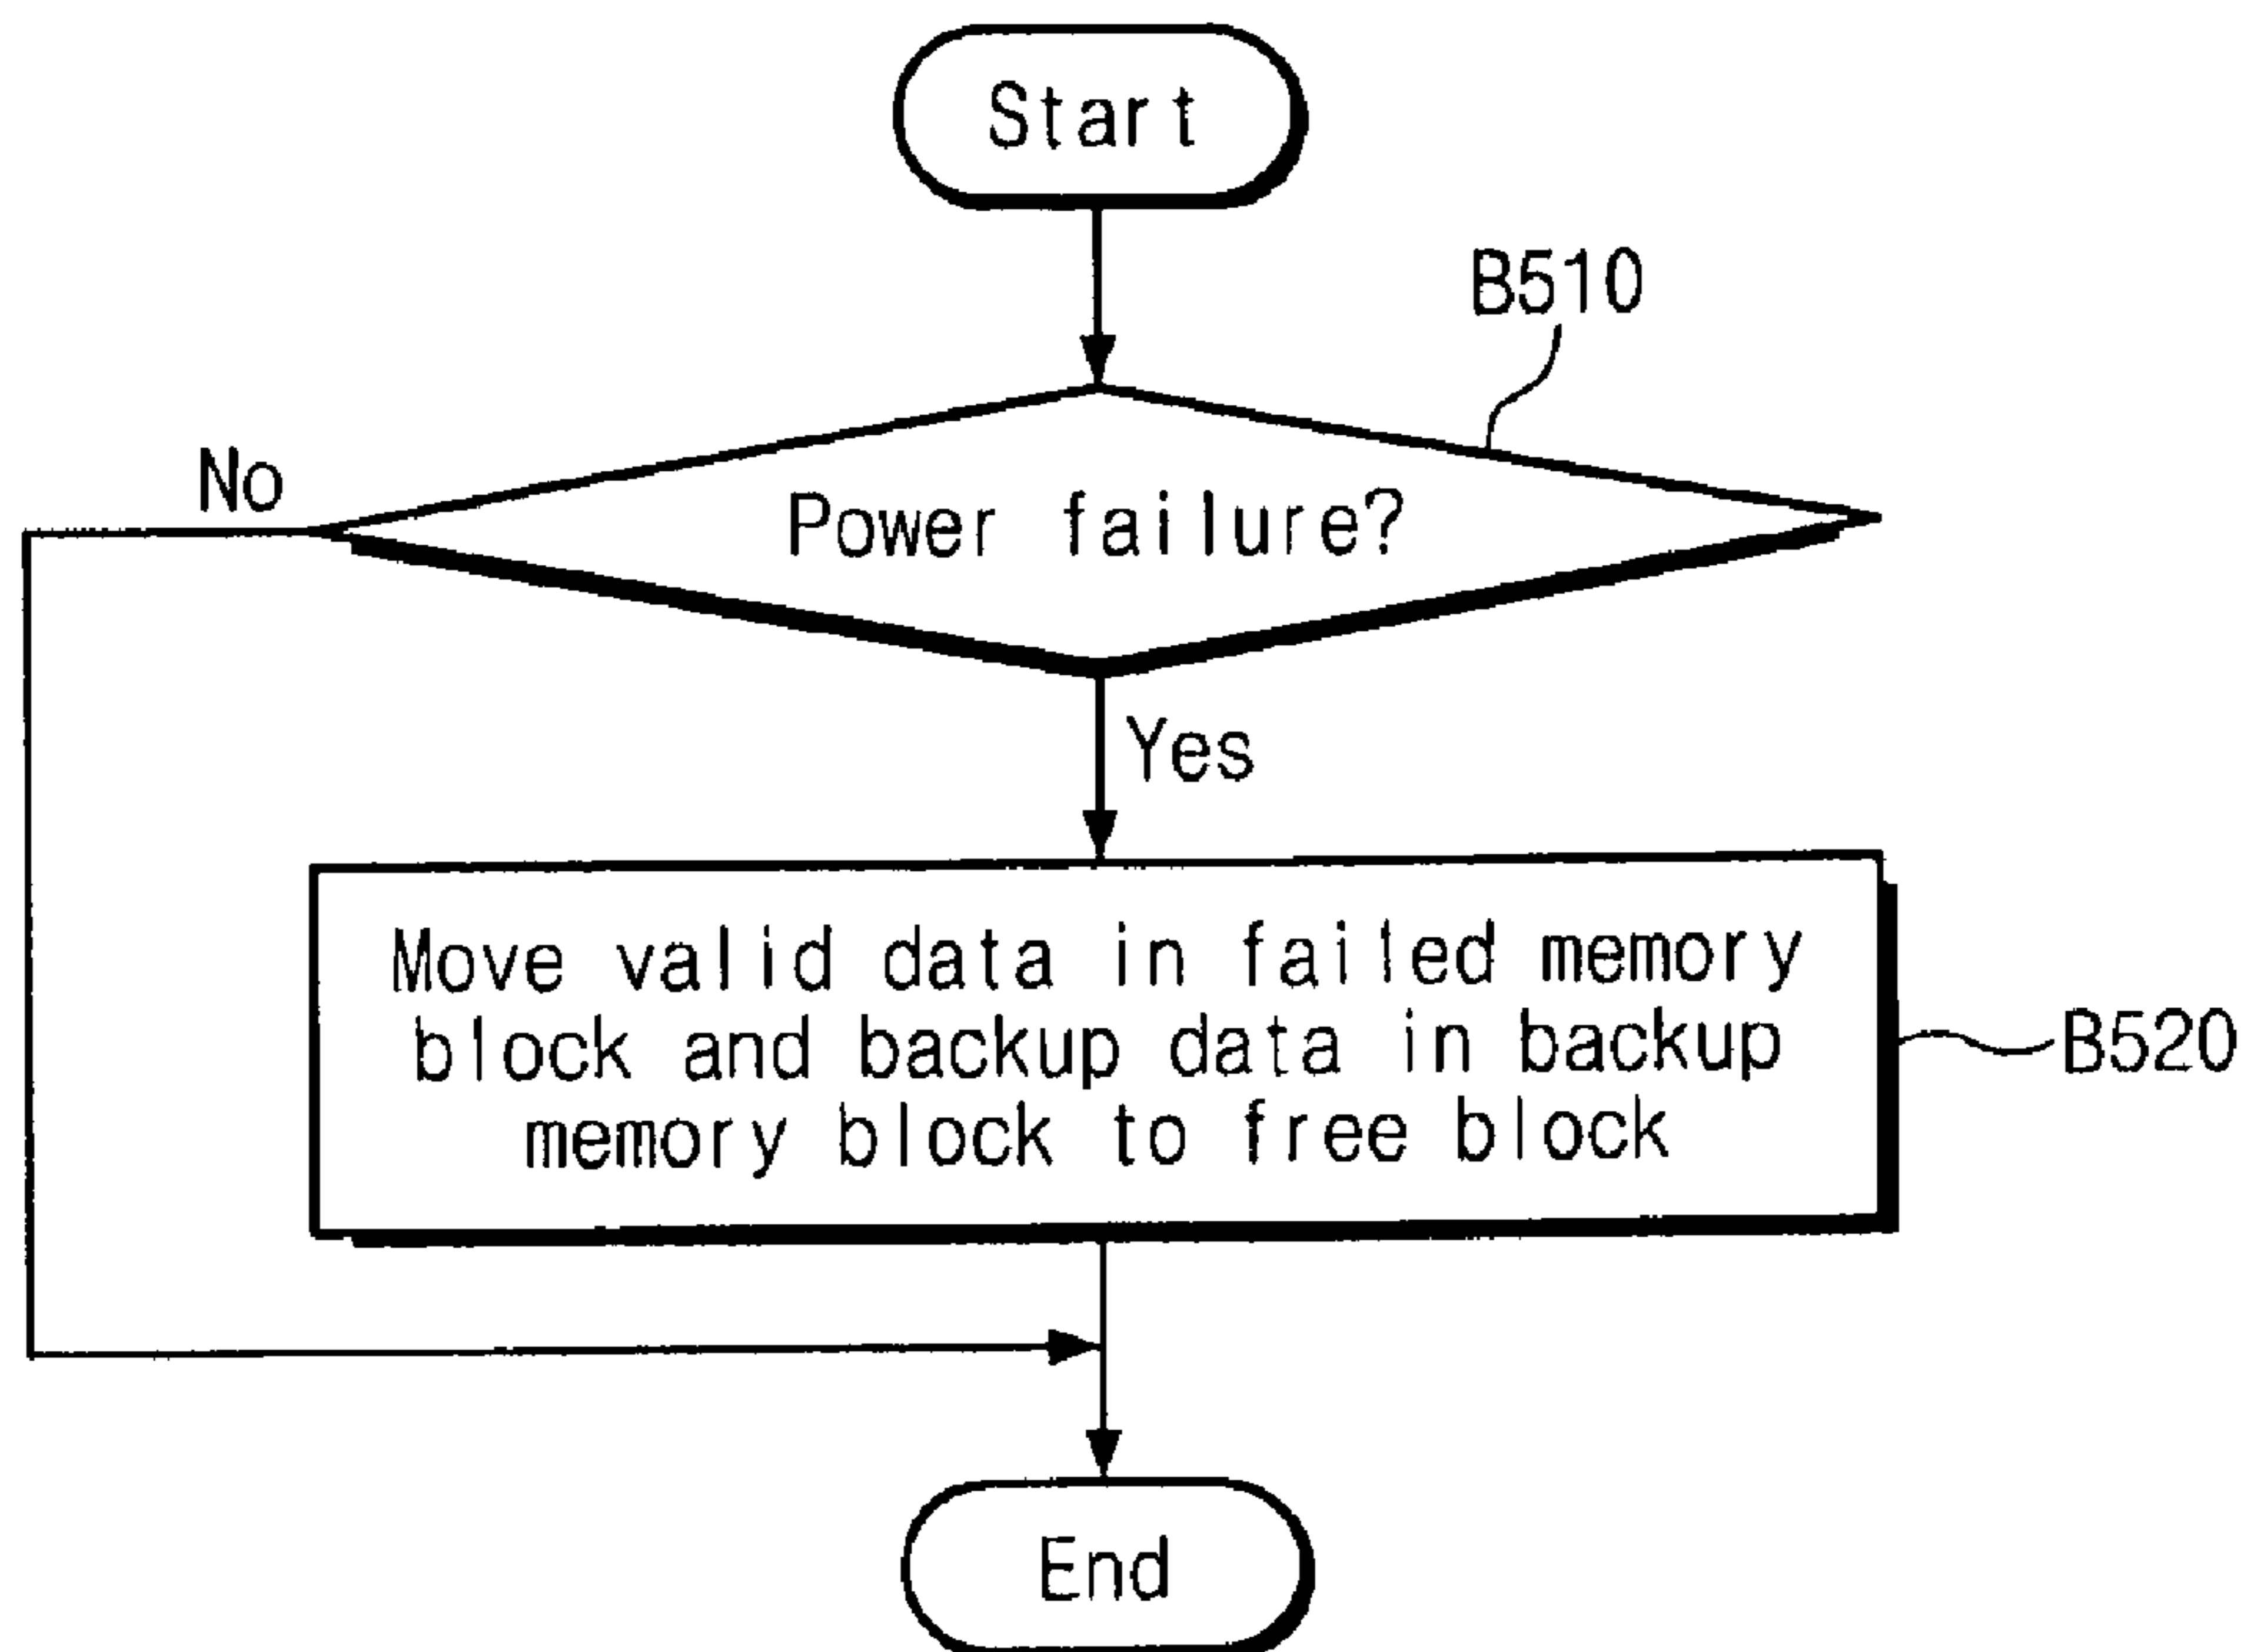 Start
B510
No
Power failure?
Yes
Move valid data in failed memory
block and backup data in backup
memory block to free block
B520
End